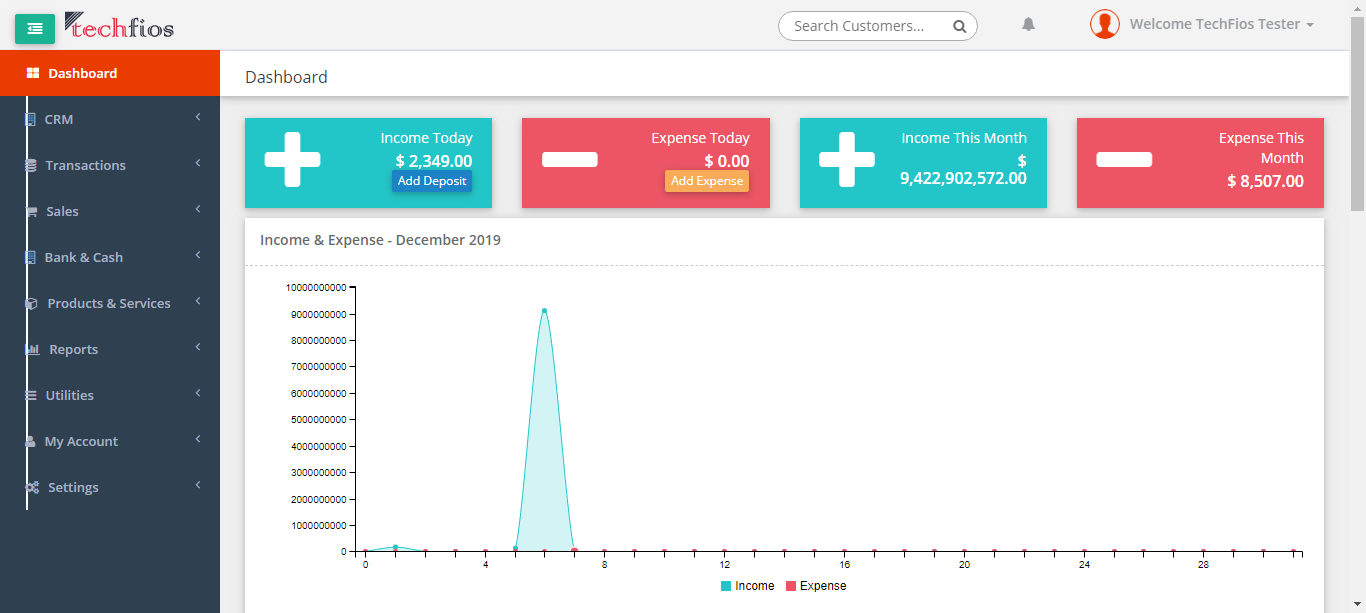 techfios
Search Customers...
Welcome TechFios Tester
Dashboard
CRM
Transactions
Sales
Bank & Cash
Products & Services
Reports
Utilities
My Account
Settings
Dashboard
Income Today
$ 2,349.00
Add Deposit
Expense Today
$ 0.00
Add Expense
Income This Month
$
9,422,902,572.00
Expense This
Month
$ 8,507.00
Income & Expense - December 2019
10000000000
9000000000
8000000000
7000000000
6000000000
5000000000
4000000000
3000000000
2000000000
1000000000
0
0 4 8 12 16 20 24 28
Income Expense